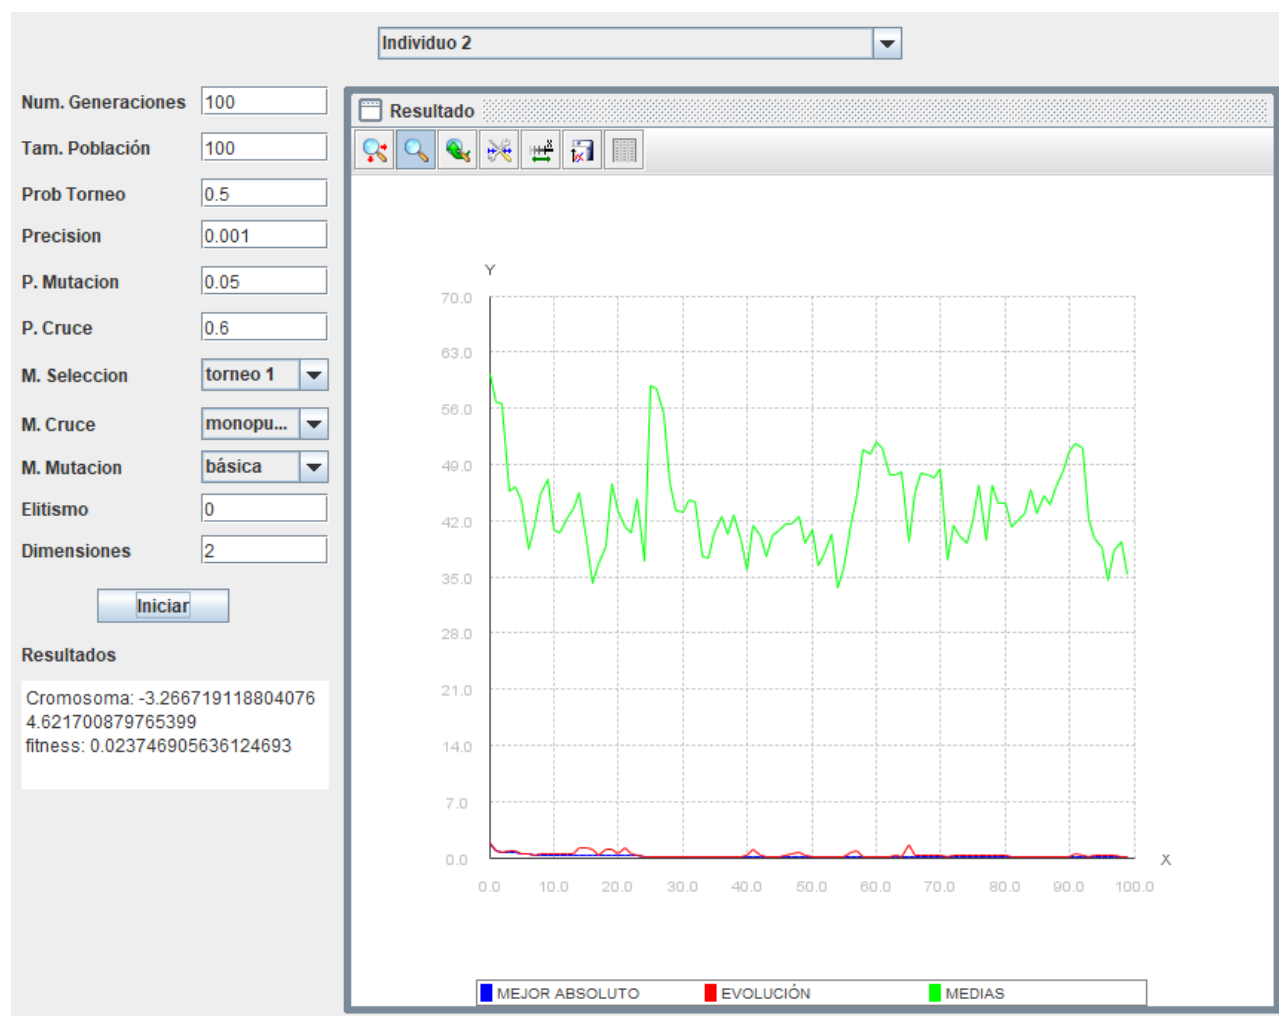 Individuo 2
Num. Generaciones 100
Tam. Población 100
Prob Torneo 0.5
Precision 0.001
P. Mutacion 0.05
P. Cruce 0.6
M. Seleccion torneo 1
M. Cruce monopu...
M. Mutacion básica
Elitismo 0
Dimensiones 2
Iniciar
Resultados
Cromosoma: -3.266719118804076
4.621700879765399
fitness: 0.023746905636124693
Resultado
Y
70.0
63.0
56.0
49.0
42.0
35.0
28.0
21.0
14.0
7.0
0.0
X
0.0 10.0 20.0 30.0 40.0 50.0 60.0 70.0 80.0 90.0 100.0
MEJOR ABSOLUTO EVOLUCIÓN MEDIAS